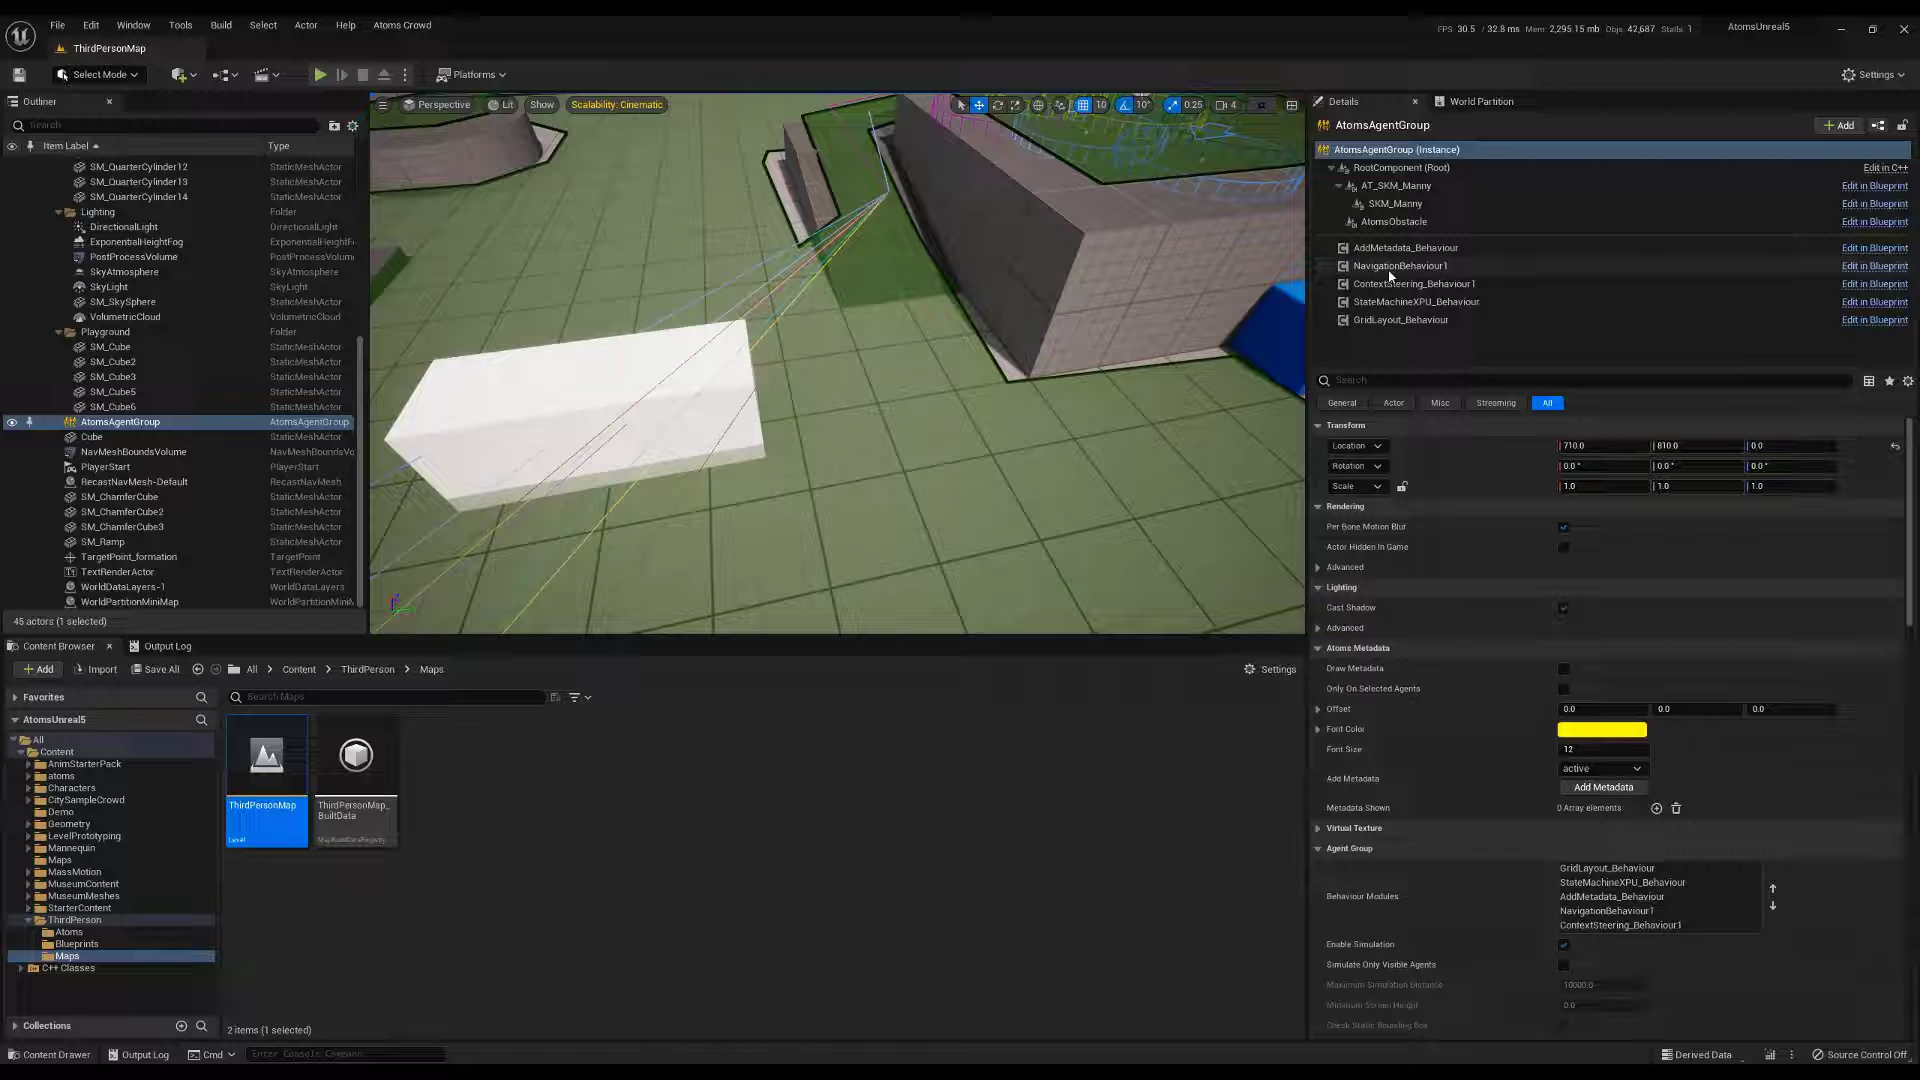 File Edit Window Tools Build Select Actor Help Atoms Crowd
FPS 30.5 / 32.8 ms Mem: 2,295.15 mb Objs: 42,687 Stalls: 1
AtomsUnreal5
ThirdPersonMap
Select Mode
Platforms
Settings
Outliner
Search
Item Label Type
SM_QuarterCylinder12 StaticMeshActor
SM_QuarterCylinder13 StaticMeshActor
SM_QuarterCylinder14 StaticMeshActor
Lighting Folder
DirectionalLight DirectionalLight
ExponentialHeightFog ExponentialHeightF
PostProcessVolume PostProcessVolum
SkyAtmosphere SkyAtmosphere
SkyLight SkyLight
SM_SkySphere StaticMeshActor
VolumetricCloud VolumetricCloud
Playground Folder
SM_Cube StaticMeshActor
SM_Cube2 StaticMeshActor
SM_Cube3 StaticMeshActor
SM_Cube5 StaticMeshActor
SM_Cube6 StaticMeshActor
AtomsAgentGroup AtomsAgentGroup
Cube StaticMeshActor
NavMeshBoundsVolume NavMeshBoundsVo
PlayerStart PlayerStart
RecastNavMesh-Default RecastNavMesh
SM_ChamferCube StaticMeshActor
SM_ChamferCube2 StaticMeshActor
SM_ChamferCube3 StaticMeshActor
SM_Ramp StaticMeshActor
TargetPoint_formation TargetPoint
TextRenderActor TextRenderActor
WorldDataLayers-1 WorldDataLayers
WorldPartitionMiniMap WorldPartitionMiniM
45 actors (1 selected)
Perspective Lit Show Scalability: Cinematic
10 10° 0.25 4
Details World Partition
AtomsAgentGroup
Add
AtomsAgentGroup (Instance)
RootComponent (Root) Edit in C++
AT_SKM_Manny Edit in Blueprint
SKM_Manny Edit in Blueprint
AtomsObstacle Edit in Blueprint
AddMetadata_Behaviour Edit in Blueprint
NavigationBehaviour1 Edit in Blueprint
ContextSteering_Behaviour1 Edit in Blueprint
StateMachineXPU_Behaviour Edit in Blueprint
GridLayout_Behaviour Edit in Blueprint
Search
General Actor Misc Streaming All
Transform
Location 710.0 810.0 0.0
Rotation 0.0° 0.0° 0.0°
Scale 1.0 1.0 1.0
Rendering
Per Bone Motion Blur
Actor Hidden In Game
Advanced
Lighting
Cast Shadow
Advanced
Atoms Metadata
Draw Metadata
Only On Selected Agents
Offset 0.0 0.0 0.0
Font Color
Font Size 12
active
Add Metadata
Add Metadata
Metadata Shown 0 Array elements
Virtual Texture
Agent Group
GridLayout_Behaviour
StateMachineXPU_Behaviour
Behaviour Modules
AddMetadata_Behaviour
NavigationBehaviour1
ContextSteering_Behaviour1
Enable Simulation
Simulate Only Visible Agents
Maximum Simulation Distance 10000.0
Minimum Screen Height 0.0
Check Static Bounding Box
Content Browser Output Log
Add Import Save All All Content ThirdPerson Maps
Settings
Favorites
Search Maps
AtomsUnreal5
All
Content
AnimStarterPack
atoms
Characters
CitySampleCrowd
Demo
Geometry
LevelPrototyping
Mannequin
Maps
MassMotion
MuseumContent
MuseumMeshes
StarterContent
ThirdPerson
Atoms
Blueprints
Maps
C++ Classes
ThirdPersonMap
Level
ThirdPersonMap_
BuiltData
Collections
2 items (1 selected)
Content Drawer Output Log Cmd Enter Console Command
Derived Data Source Control Off